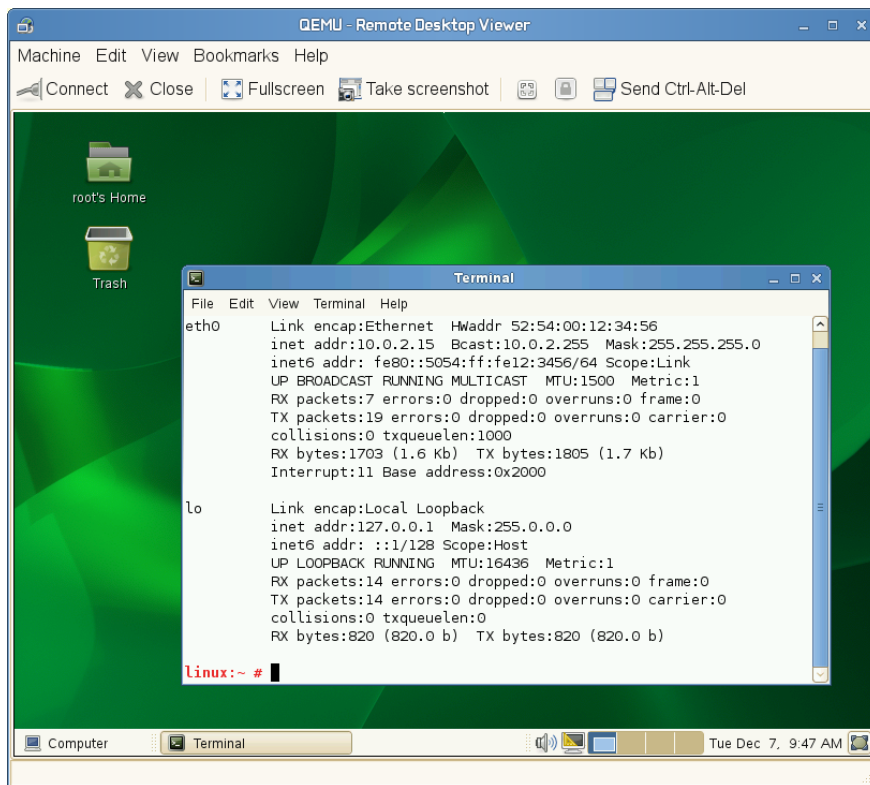 QEMU - Remote Desktop Viewer
Machine Edit View Bookmarks Help
Connect Close Fullscreen Take screenshot Send Ctrl-Alt-Del
root's Home
Trash
Terminal
File Edit View Terminal Help
eth0 Link encap:Ethernet HWaddr 52:54:00:12:34:56
inet addr:10.0.2.15 Bcast:10.0.2.255 Mask:255.255.255.0
inet6 addr: fe80::5054:ff:fe12:3456/64 Scope:Link
UP BROADCAST RUNNING MULTICAST MTU:1500 Metric:1
RX packets:7 errors:0 dropped:0 overruns:0 frame:0
TX packets:19 errors:0 dropped:0 overruns:0 carrier:0
collisions:0 txqueuelen:1000
RX bytes:1703 (1.6 Kb) TX bytes:1805 (1.7 Kb)
Interrupt:11 Base address:0x2000
lo Link encap:Local Loopback
inet addr:127.0.0.1 Mask:255.0.0.0
inet6 addr: ::1/128 Scope:Host
UP LOOPBACK RUNNING MTU:16436 Metric:1
RX packets:14 errors:0 dropped:0 overruns:0 frame:0
TX packets:14 errors:0 dropped:0 overruns:0 carrier:0
collisions:0 txqueuelen:0
RX bytes:820 (820.0 b) TX bytes:820 (820.0 b)
linux:~ #
Computer Terminal Tue Dec 7, 9:47 AM